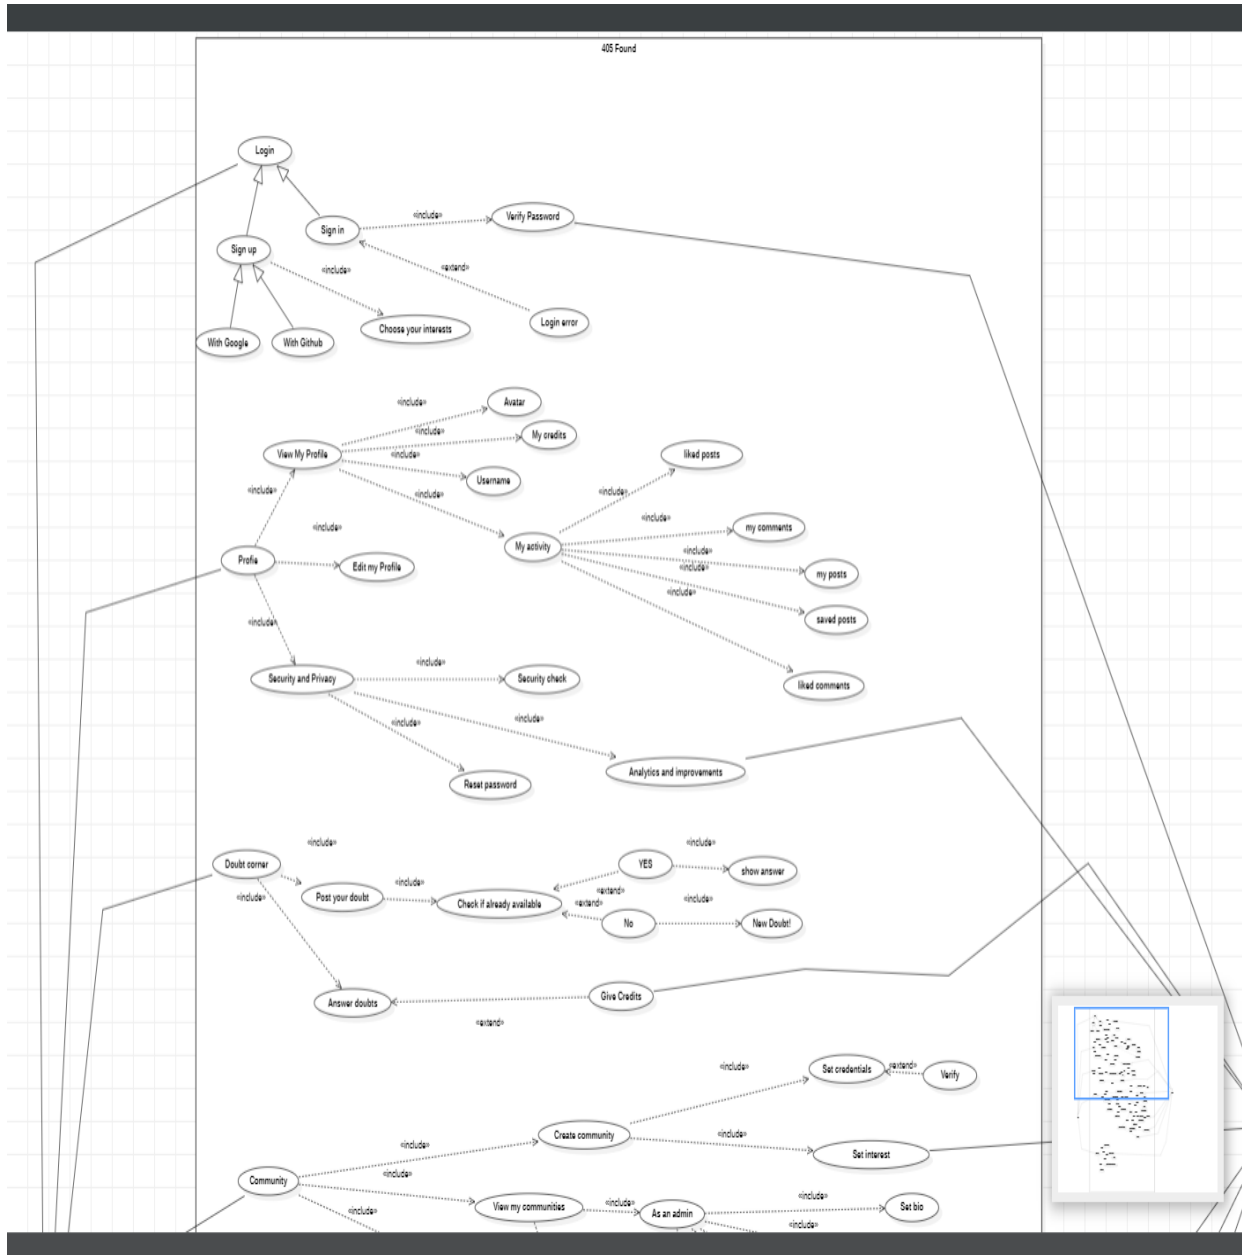 405 Found
Login
Verify Password
«include»
Sign in
Sign up
«include»
«extend»
Login error
Choose your interests
With Google
With Github
Avatar
«include»
«include»
My credits
View My Profile
«include»
liked posts
Username
«include»
«include»
«include»
«include»
«include»
my comments
My activity
«include»
Profie
Edit my Profile
«include»
my posts
«include»
saved posts
«include»
«include»
Security and Privacy
Security check
liked comments
«include»
«include»
Analytics and improvements
Reset password
«include»
«include»
Doubt corner
YES
show answer
«include»
«extend»
«include»
Post your doubt
Check if already available
«extend»
«include»
No
New Doubt!
Answer doubts
Give Credits
«extend»
«include»
Set credentials
«extend»
Verify
Create community
«include»
«include»
Set interest
«include»
Community
View my communities
«include»
«include»
Set bio
«include»
As an admin
«include»